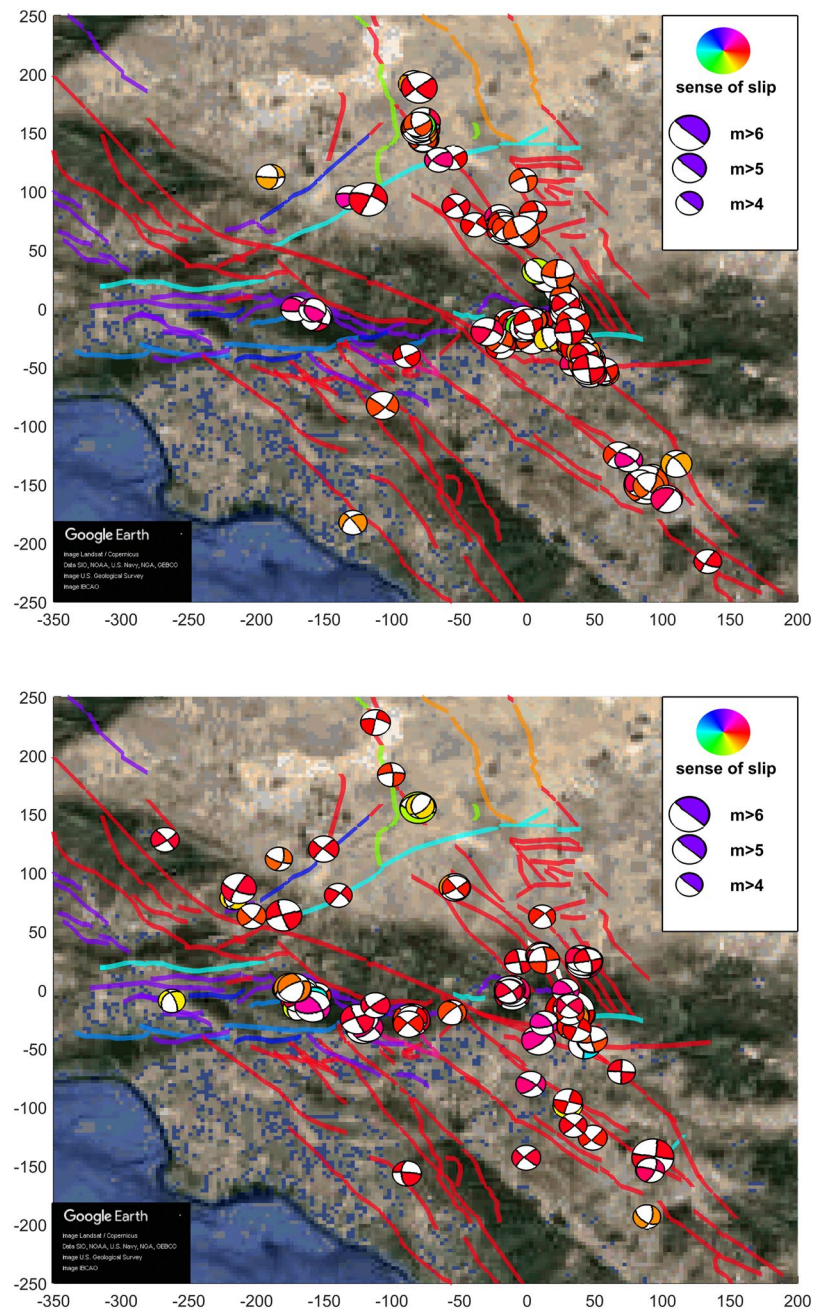 250
200
150
100
50
0
-50
-100
-150
-200
-250
sense of slip
m>6
m>5
m>4
Google Earth
Image Landsat / Copernicus
Data SIO, NOAA, U.S. Navy, NGA, GEBCO
Image U.S. Geological Survey
Image IBCAO
-350 -300 -250 -200 -150 -100 -50 0 50 100 150 200
250
200
150
100
50
0
-50
-100
-150
-200
-250
sense of slip
m>6
m>5
m>4
Google Earth
Image Landsat / Copernicus
Data SIO, NOAA, U.S. Navy, NGA, GEBCO
Image U.S. Geological Survey
Image IBCAO
-350 -300 -250 -200 -150 -100 -50 0 50 100 150 200